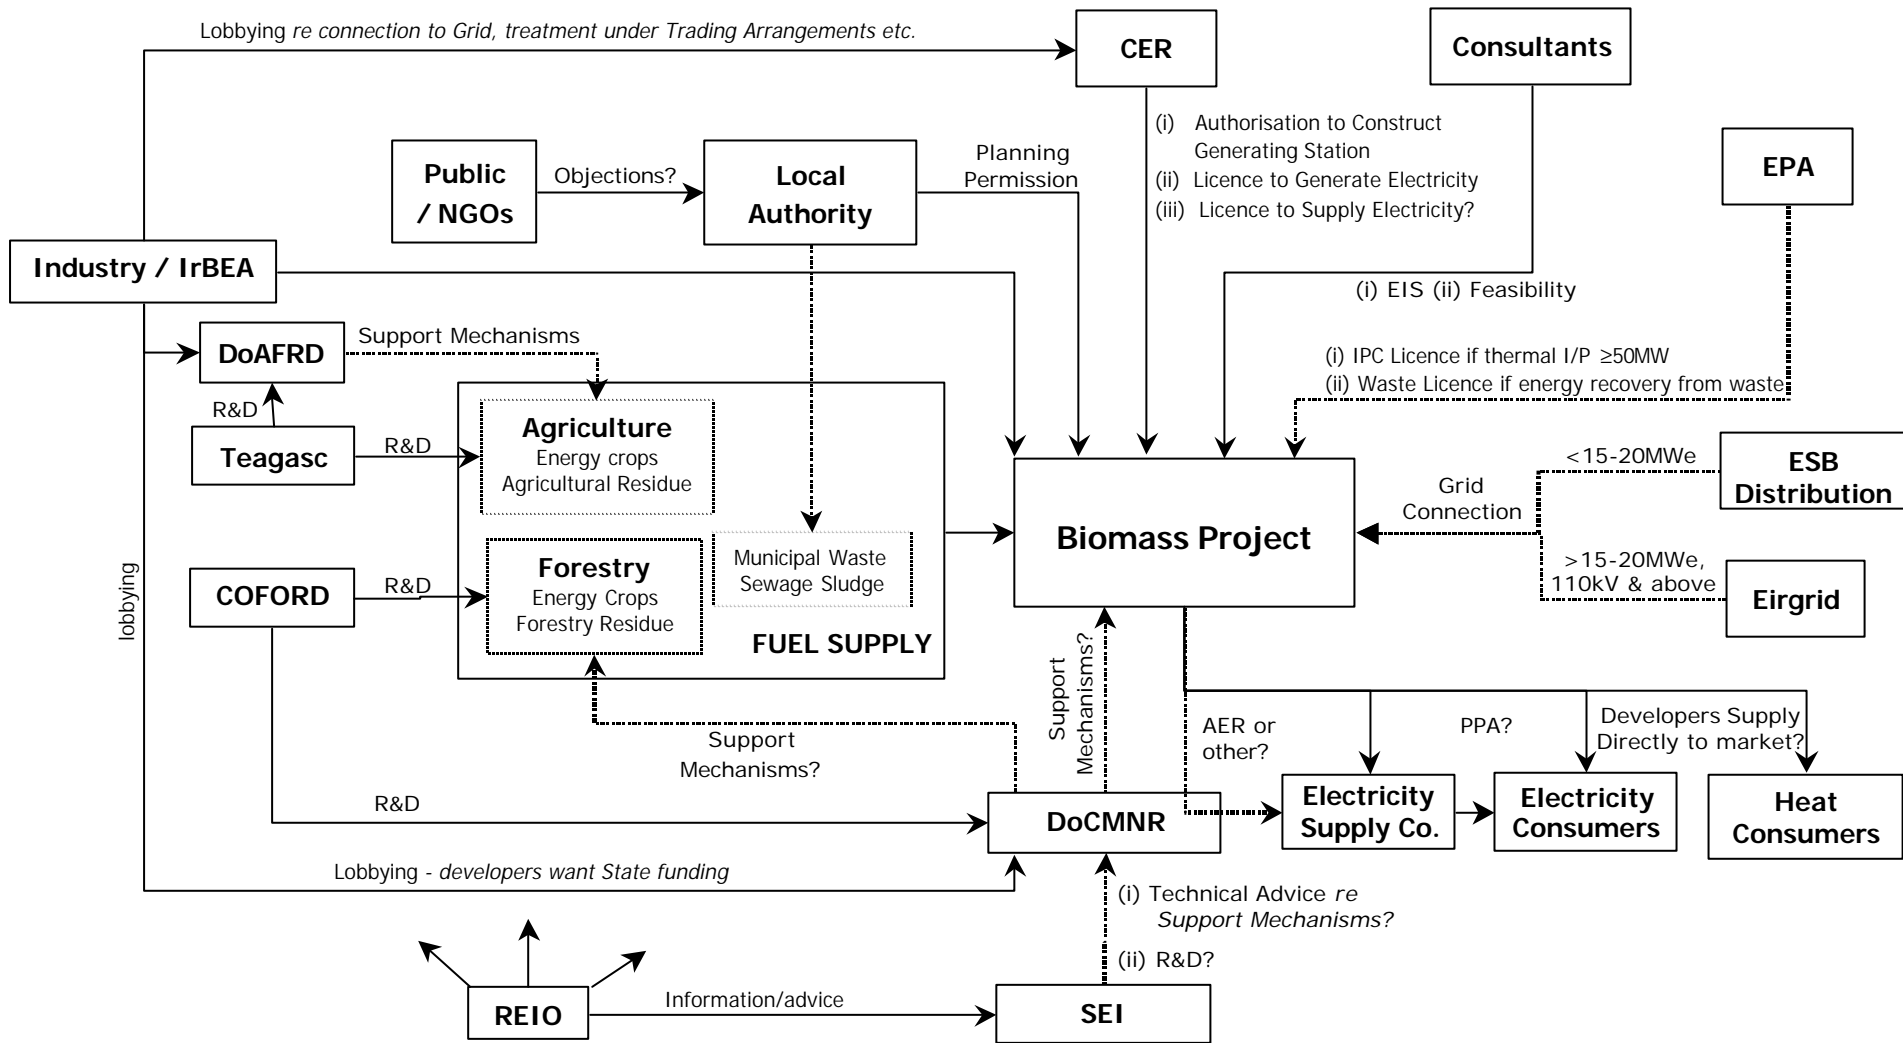 Lobbying re connection to Grid, treatment under Trading Arrangements etc.
CER
Consultants
(i) Authorisation to Construct
Generating Station
(ii) Licence to Generate Electricity
(iii) Licence to Supply Electricity?
Public
/ NGOs
Objections?
Local
Authority
Planning
Permission
EPA
Industry / IrBEA
(i) EIS (ii) Feasibility
DoAFRD
Support Mechanisms
(i) IPC Licence if thermal I/P ≥50MW
(ii) Waste Licence if energy recovery from waste
R&D
Teagasc
R&D
Agriculture
Energy crops
Agricultural Residue
<15-20MWe
ESB
Distribution
Grid
Connection
Biomass Project
Municipal Waste
Sewage Sludge
Forestry
Energy Crops
Forestry Residue
FUEL SUPPLY
COFORD
R&D
lobbying
>15-20MWe,
110kV & above
Eirgrid
Support
Mechanisms?
Support
Mechanisms?
AER or
other?
PPA?
Developers Supply
Directly to market?
R&D
DoCMNR
Electricity
Supply Co.
Electricity
Consumers
Heat
Consumers
Lobbying - developers want State funding
(i) Technical Advice re
Support Mechanisms?
(ii) R&D?
REIO
Information/advice
SEI